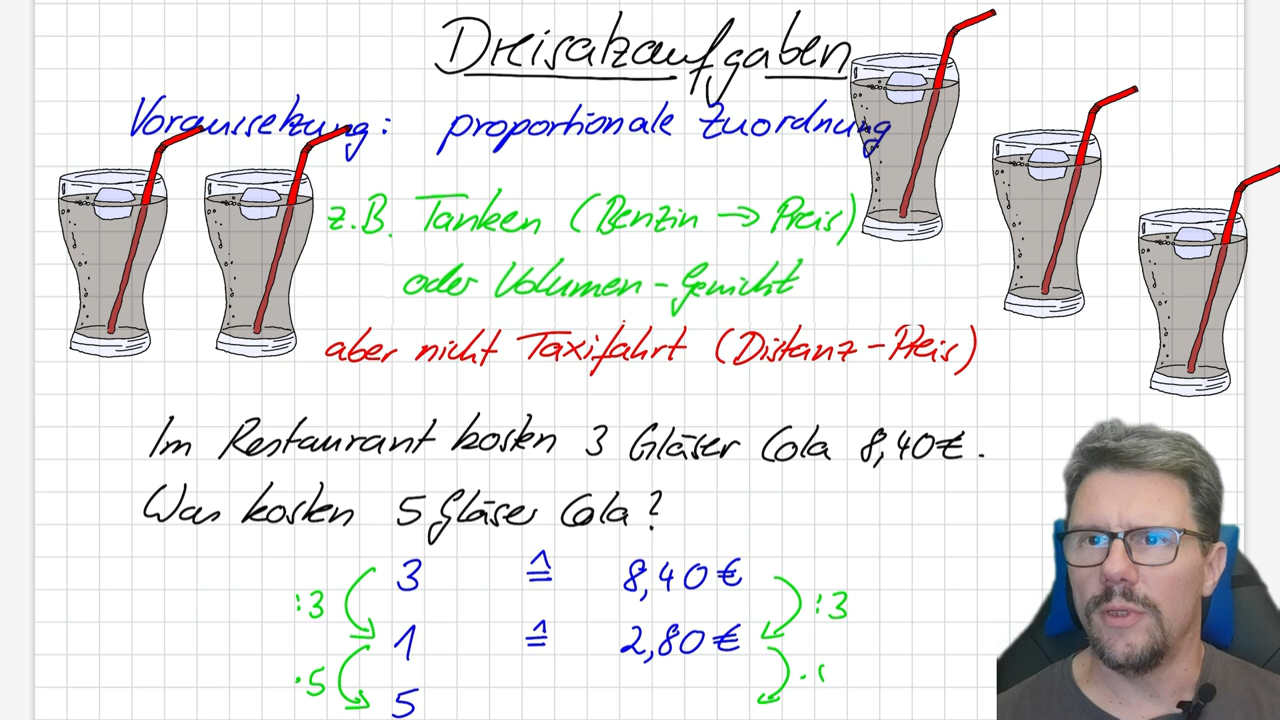 Dreisatzaufgaben
Voraussetzung: proportionale Zuordnung
z.B. Tanken (Benzin → Preis)
oder Volumen - Gewicht
aber nicht Taxifahrt (Distanz - Preis)
Im Restaurant kosten 3 Gläser Cola 8,40€.
Was kosten 5 Gläser Cola?
3 ≙ 8,40€
:3 :3
1 ≙ 2,80€
·5 ·
5